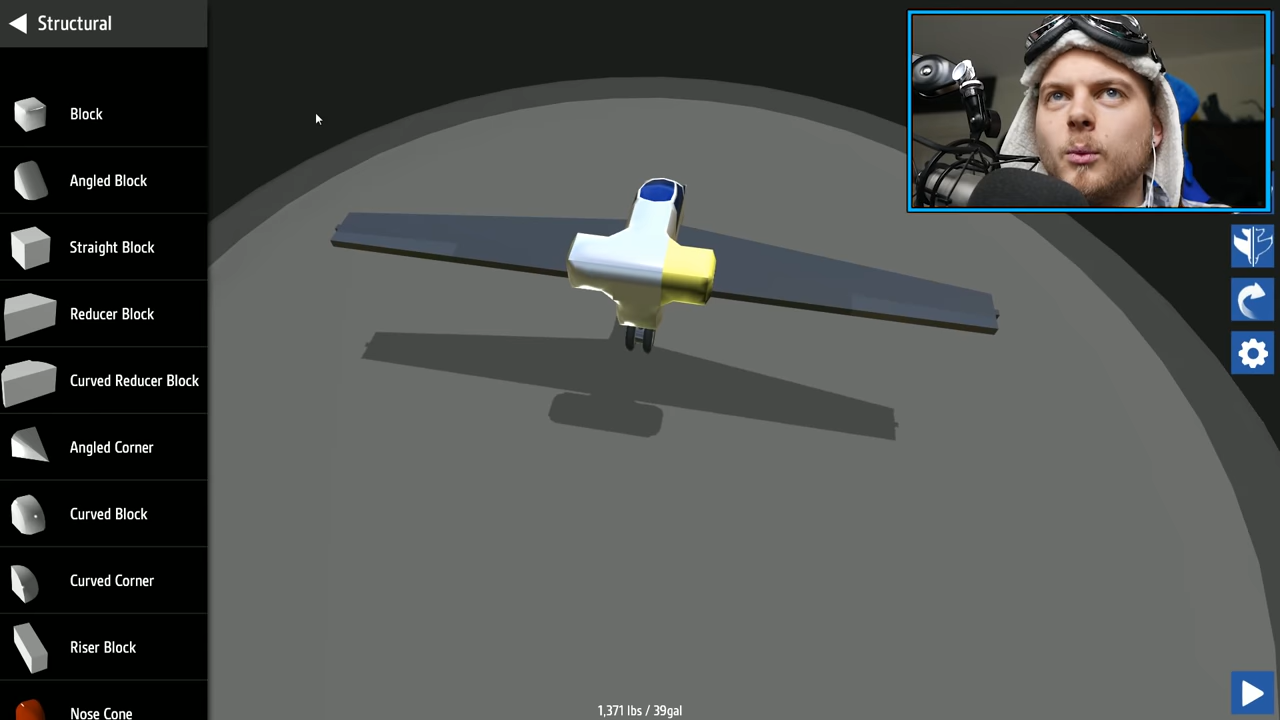 Structural
Block
Angled Block
Straight Block
Reducer Block
Curved Reducer Block
Angled Corner
Curved Block
Curved Corner
Riser Block
Nose Cone
1,371 lbs / 39gal